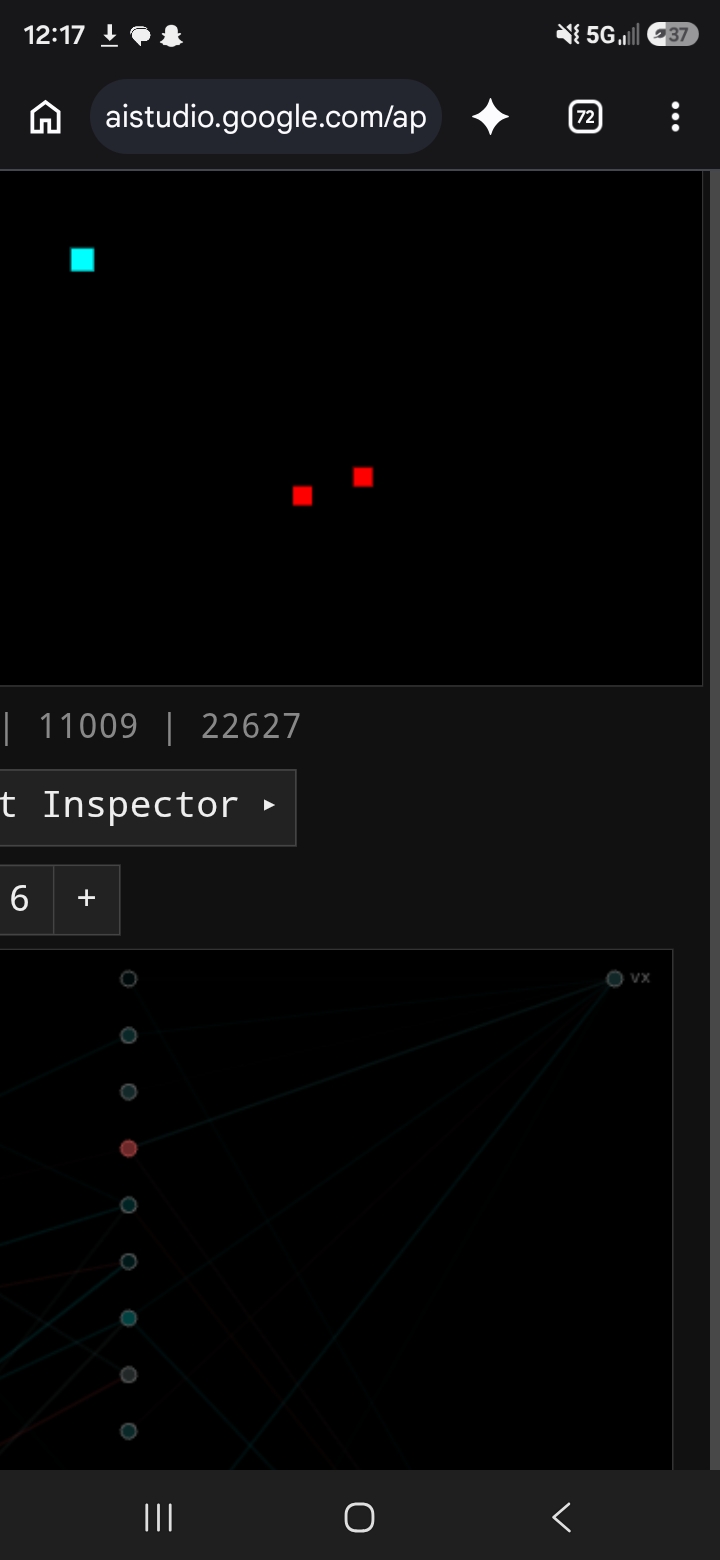 12:17 5G 37
aistudio.google.com/ap 72
| 11009 | 22627
t Inspector ▸
6 +
VX